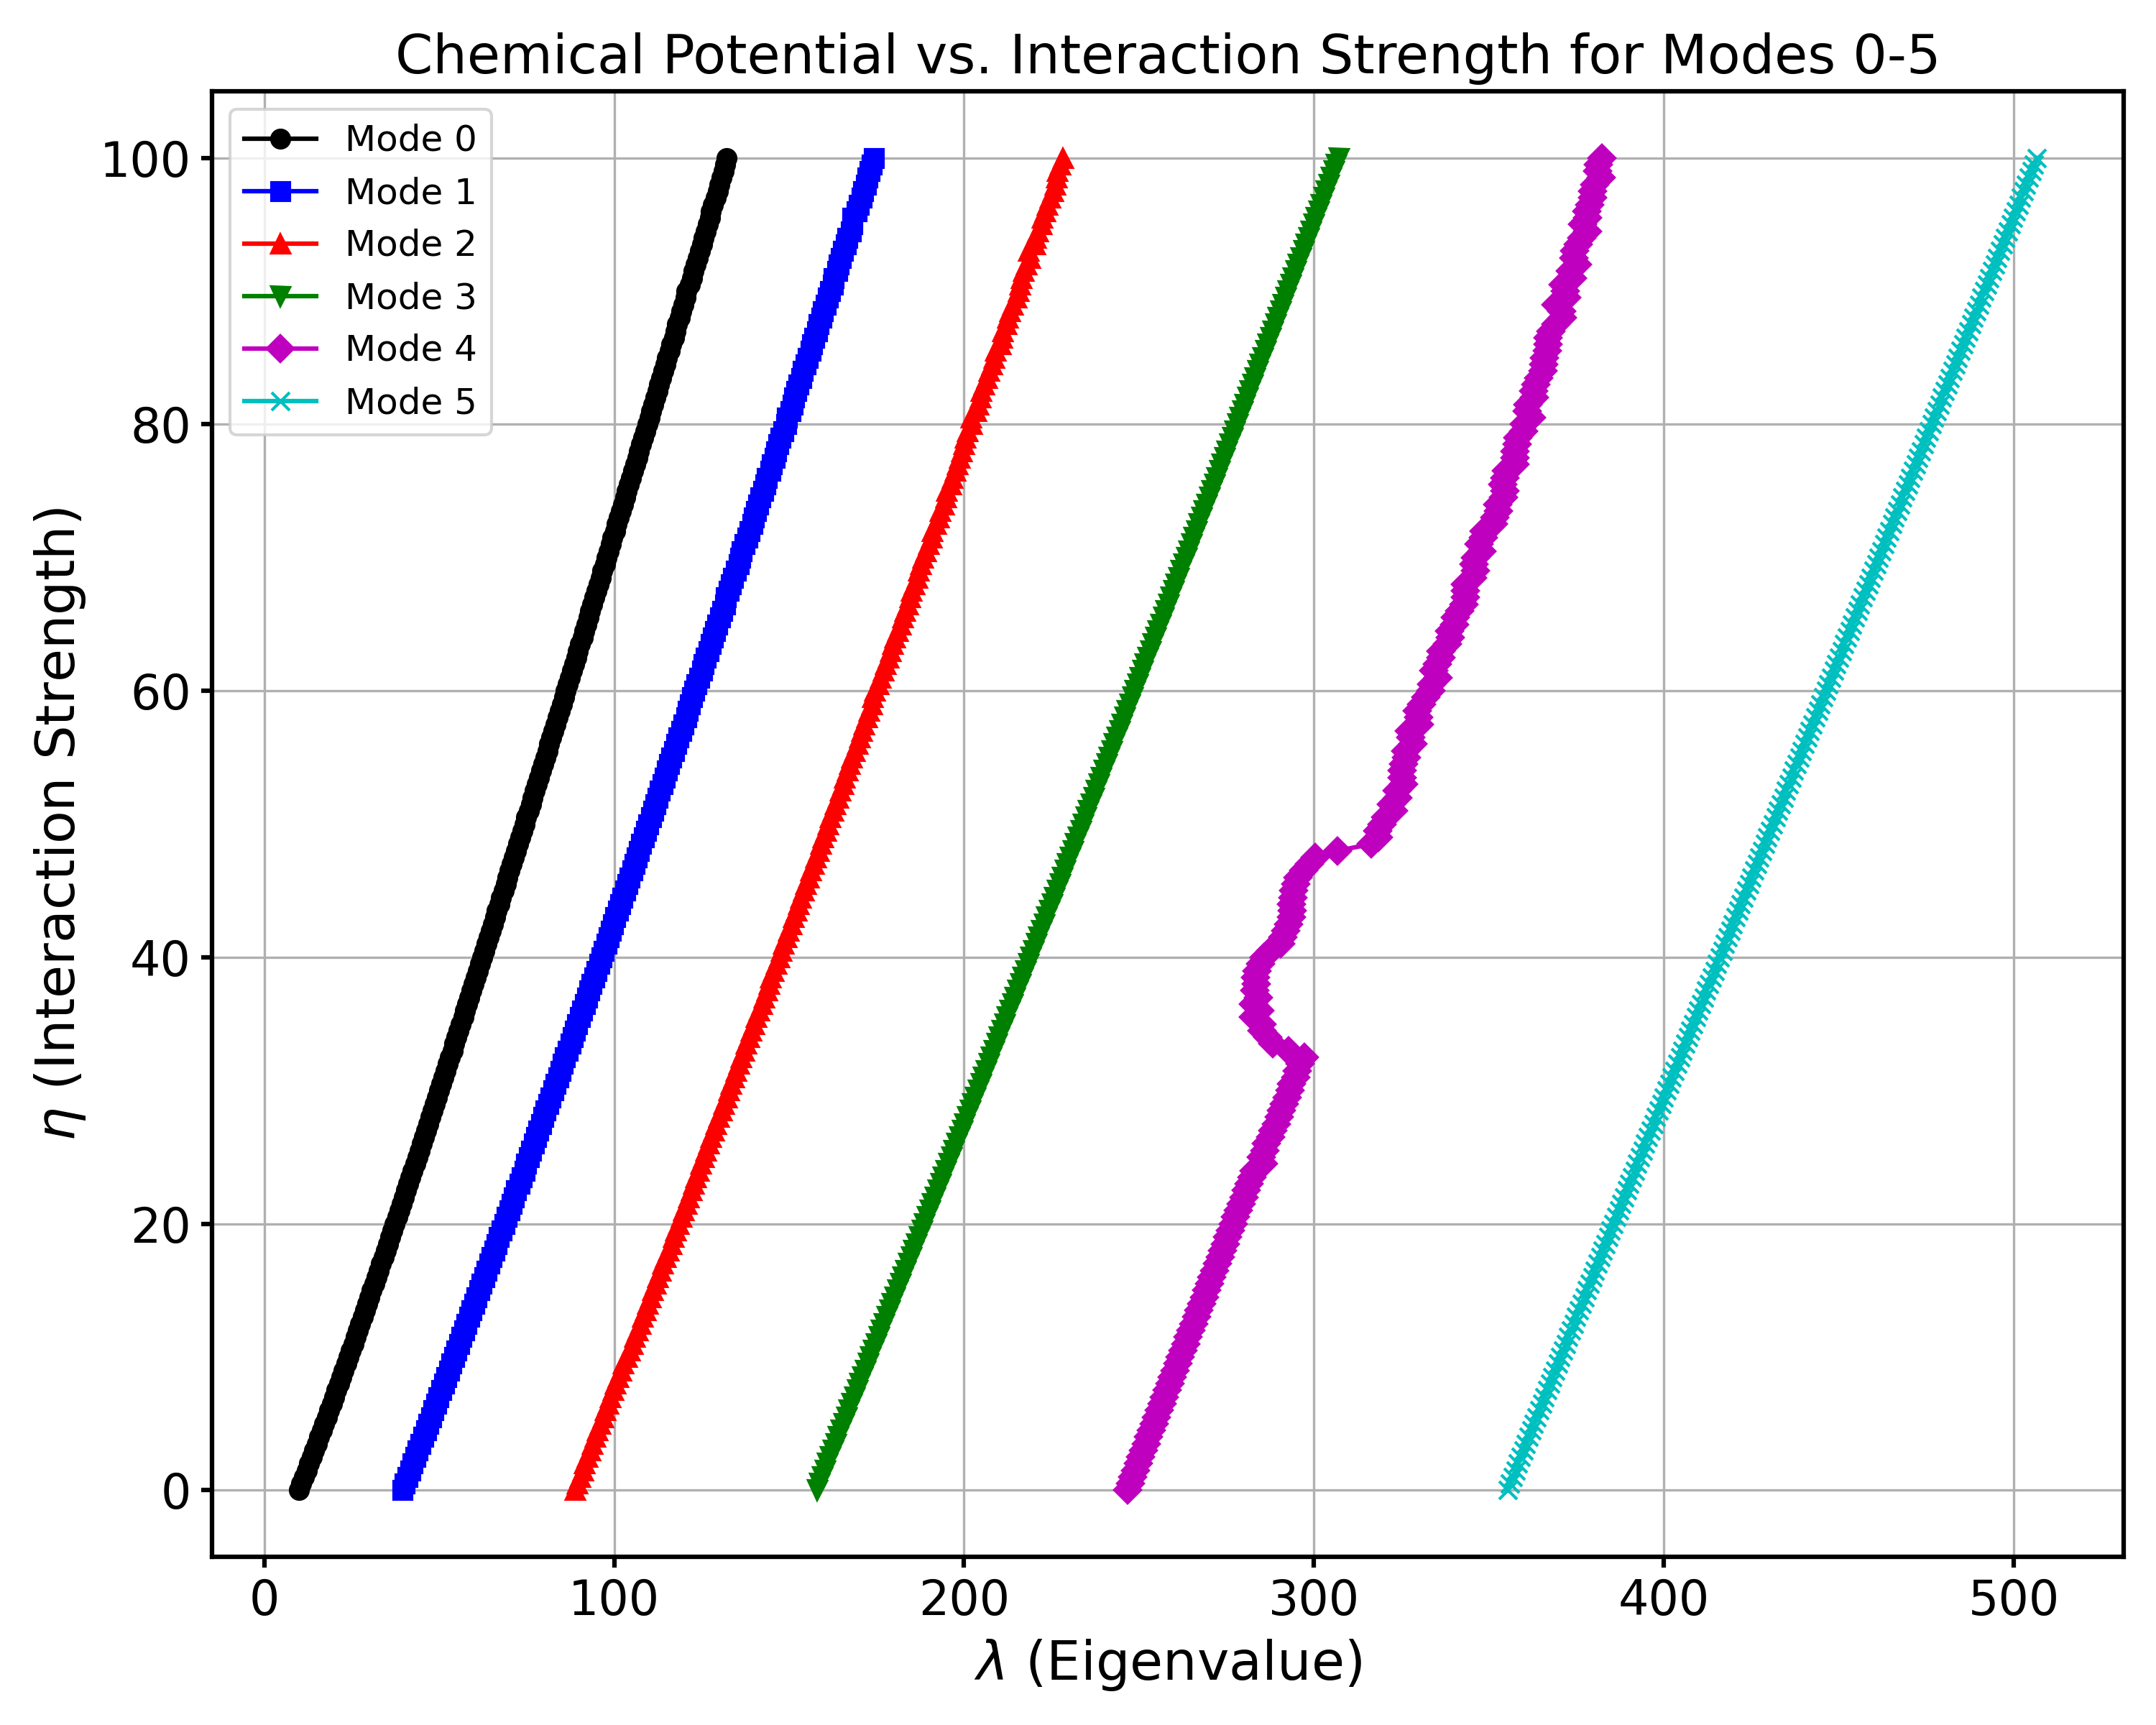 Chemical Potential vs. Interaction Strength for Modes 0-5
Mode 0
Mode 1
Mode 2
Mode 3
Mode 4
Mode 5
η (Interaction Strength)
100
80
60
40
20
0
0 100 200 300 400 500
λ (Eigenvalue)